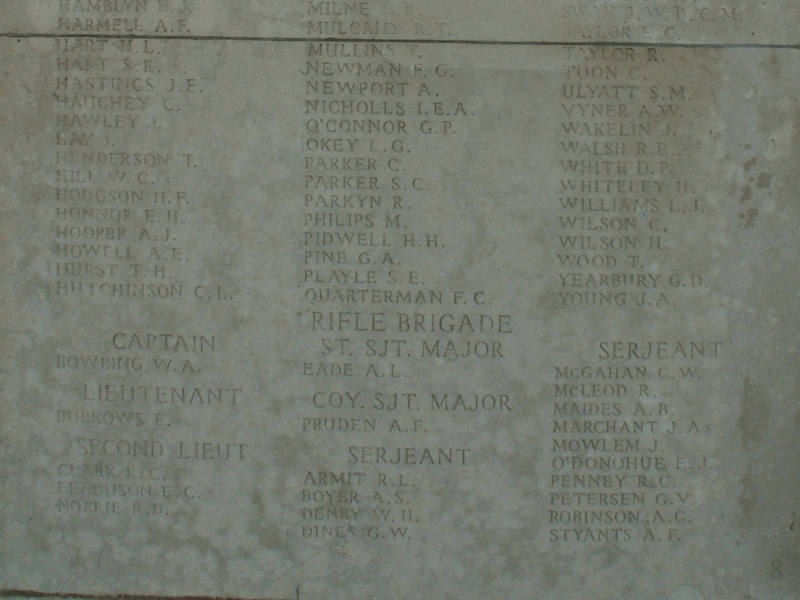 HAMBLYN H.J.
HARMELL A.F.
HART H.L.
HART S.R.
HASTINGS J.E.
HAUGHEY C.
HAWLEY
HAY J.
HENDERSON T.
HILL W.C.
HODGSON H.F.
HONNOR E.H.
HOOPER A.J.
HOWELL A.E.
HURST T.H.
HUTCHINSON C.L.
MILNE G.R.
MULCAHY R.T.
MULLINS T.
NEWMAN F.G.
NEWPORT A.
NICHOLLS I.E.A.
O'CONNOR G.P.
OKEY L.G.
PARKER C.
PARKER S.C.
PARKYN R.
PHILIPS M.
PIDWELL H.H.
PINE G.A.
PLAYLE S.E.
QUARTERMAN F.C.
SWAN J.W.T.C.M.
TAYLOR E.C.
TAYLOR R.
TOON C.
ULYATT S.M.
VYNER A.W.
WAKELIN J.
WALSH R.E.
WHITE D.P.
WHITELEY H.
WILLIAMS L.J.
WILSON C.
WILSON H.
WOOD T.
YEARBURY G.D.
YOUNG J.A.
RIFLE BRIGADE
CAPTAIN
BOWRING W.A.
LIEUTENANT
BURROWS E.
SECOND LIEUT
CLARK R.C.
FERGUSON E.C.
NORRIE R.D.
ST. SJT. MAJOR
EADE A.L.
COY. SJT. MAJOR
PRUDEN A.F.
SERJEANT
ARMIT R.L.
BOYER A.S.
DENBY W.H.
DINES G.W.
SERJEANT
McGAHAN C.W.
McLEOD R.
MAIDES A.B.
MARCHANT J.A.
MOWLEM J.
O'DONOHUE E.J.
PENNEY R.C.
PETERSEN G.V.
ROBINSON A.G.
STYANTS A.F.
8